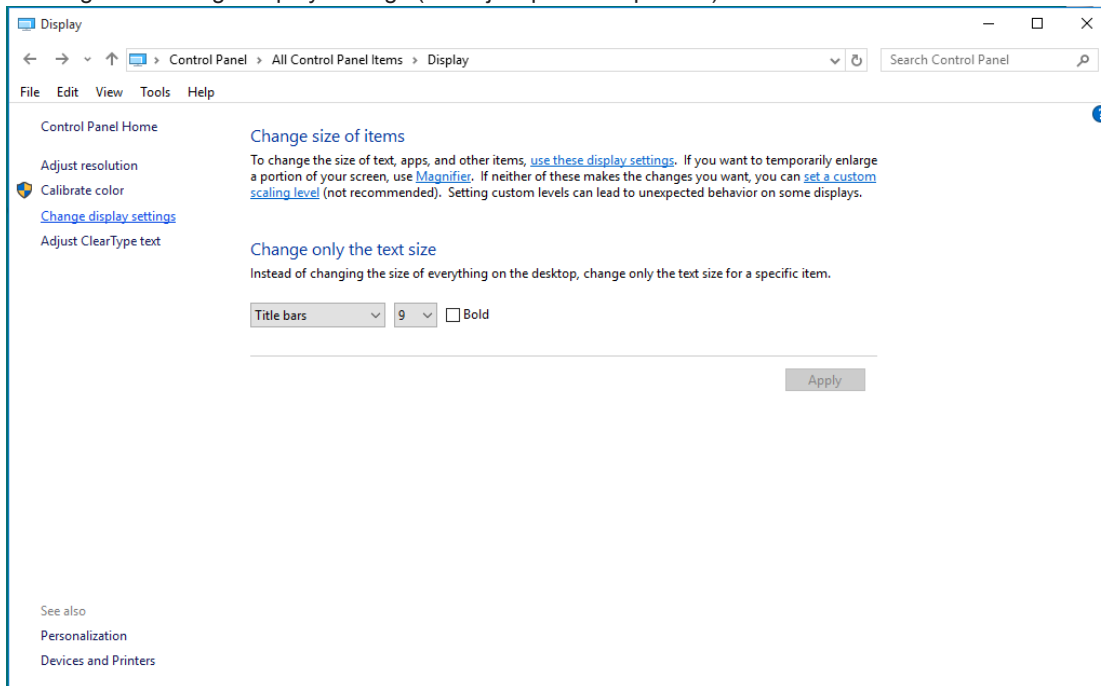 Display
Control Panel > All Control Panel Items > Display
Search Control Panel
File Edit View Tools Help
Control Panel Home
Adjust resolution
Calibrate color
Change display settings
Adjust ClearType text
Change size of items
To change the size of text, apps, and other items, use these display settings. If you want to temporarily enlarge
a portion of your screen, use Magnifier. If neither of these makes the changes you want, you can set a custom
scaling level (not recommended). Setting custom levels can lead to unexpected behavior on some displays.
Change only the text size
Instead of changing the size of everything on the desktop, change only the text size for a specific item.
Title bars 9 Bold
Apply
See also
Personalization
Devices and Printers